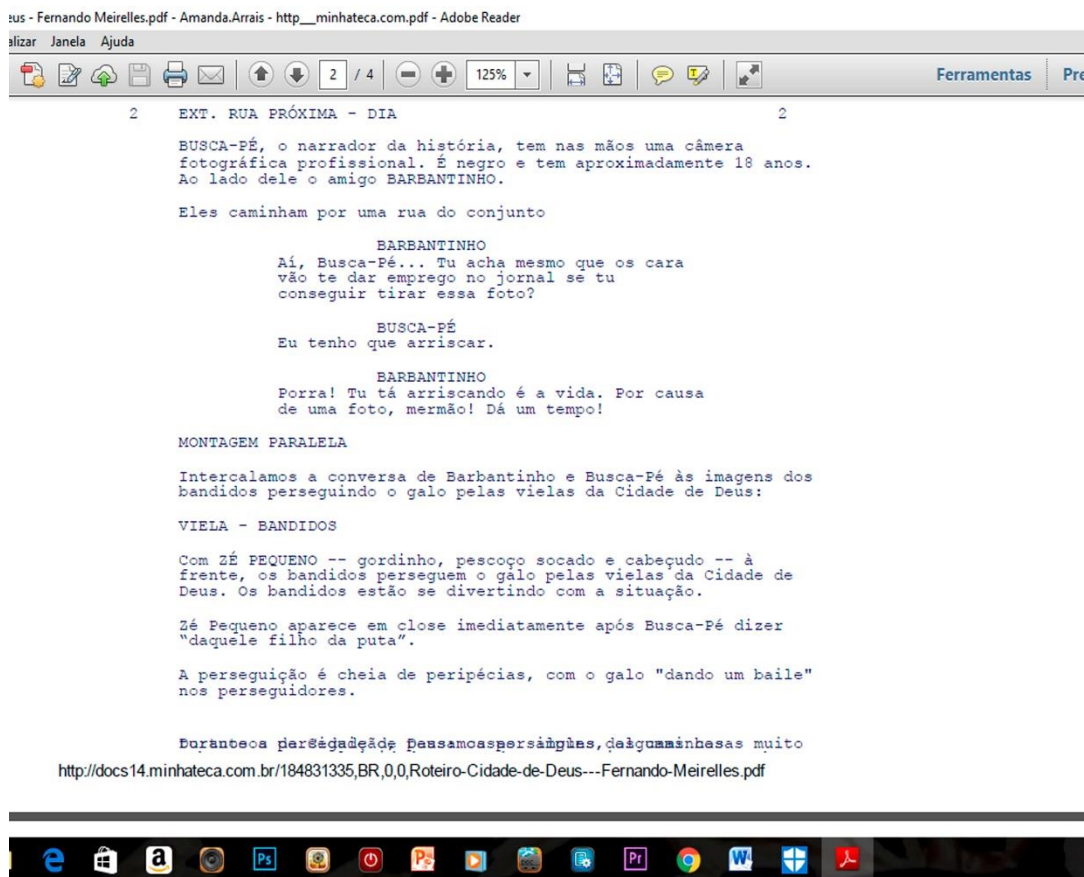 eus - Fernando Meirelles.pdf - Amanda.Arrais - http__minhateca.com.pdf - Adobe Reader
alizar Janela Ajuda
2 / 4 125% Ferramentas Pre
2 EXT. RUA PRÓXIMA - DIA 2
BUSCA-PÉ, o narrador da história, tem nas mãos uma câmera
fotográfica profissional. É negro e tem aproximadamente 18 anos.
Ao lado dele o amigo BARBANTINHO.
Eles caminham por uma rua do conjunto
BARBANTINHO
Aí, Busca-Pé... Tu acha mesmo que os cara
vão te dar emprego no jornal se tu
conseguir tirar essa foto?
BUSCA-PÉ
Eu tenho que arriscar.
BARBANTINHO
Porra! Tu tá arriscando é a vida. Por causa
de uma foto, mermão! Dá um tempo!
MONTAGEM PARALELA
Intercalamos a conversa de Barbantinho e Busca-Pé às imagens dos
bandidos perseguindo o galo pelas vielas da Cidade de Deus:
VIELA - BANDIDOS
Com ZÉ PEQUENO -- gordinho, pescoço socado e cabeçudo -- à
frente, os bandidos perseguem o galo pelas vielas da Cidade de
Deus. Os bandidos estão se divertindo com a situação.
Zé Pequeno aparece em close imediatamente após Busca-Pé dizer
“daquele filho da puta”.
A perseguição é cheia de peripécias, com o galo "dando um baile"
nos perseguidores.
muito
http://docs14.minhateca.com.br/184831335,BR,0,0,Roteiro-Cidade-de-Deus---Fernando-Meirelles.pdf
a Ps Pr W